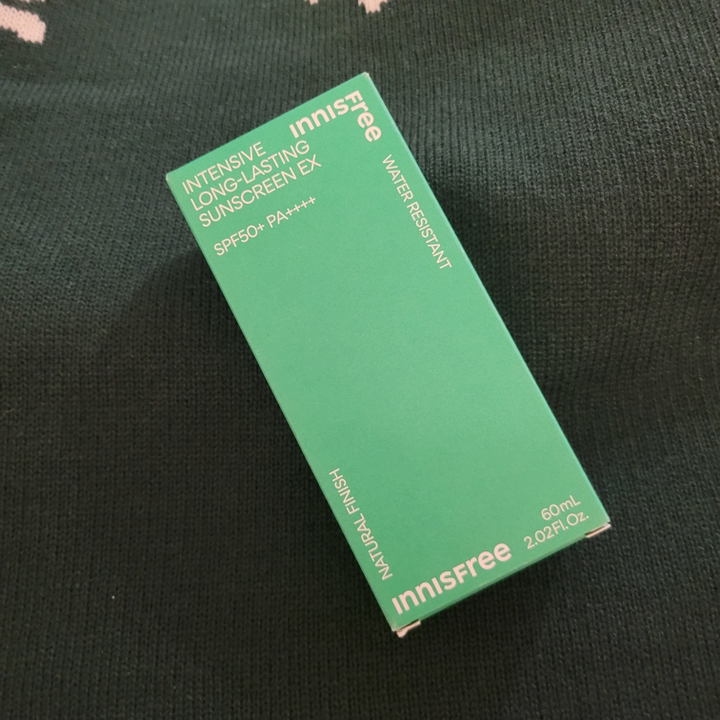 INNISFree
INTENSIVE
LONG-LASTING
SUNSCREEN EX
SPF50+ PA++++
WATER RESISTANT
NATURAL FINISH
INNISFree
60mL
2.02Fl.Oz.